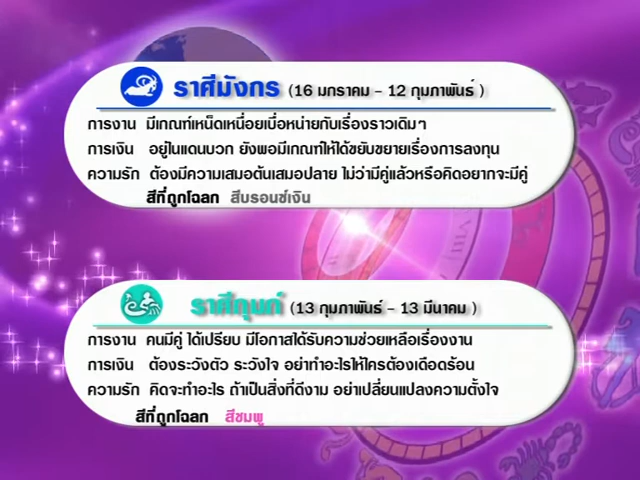 ราศีมังกร (16 มกราคม – 12 กุมภาพันธ์ )
การงาน มีเกณฑ์เหน็ดเหนื่อยเบื่อหน่ายกับเรื่องราวเดิมๆ
การเงิน อยู่ในแดนบวก ยังพอมีเกณฑ์ให้ได้ขยับขยายเรื่องการลงทุน
ความรัก ต้องมีความเสมอต้นเสมอปลาย ไม่ว่ามีคู่แล้วหรือคิดอยากจะมีคู่
สีที่ถูกโฉลก สีบรอนซ์เงิน
ราศีกุมภ์ (13 กุมภาพันธ์ – 13 มีนาคม )
การงาน คนมีคู่ ได้เปรียบ มีโอกาสได้รับความช่วยเหลือเรื่องงาน
การเงิน ต้องระวังตัว ระวังใจ อย่าทำอะไรให้ใครต้องเดือดร้อน
ความรัก คิดจะทำอะไร ถ้าเป็นสิ่งที่ดีงาม อย่าเปลี่ยนแปลงความตั้งใจ
สีที่ถูกโฉลก สีชมพู